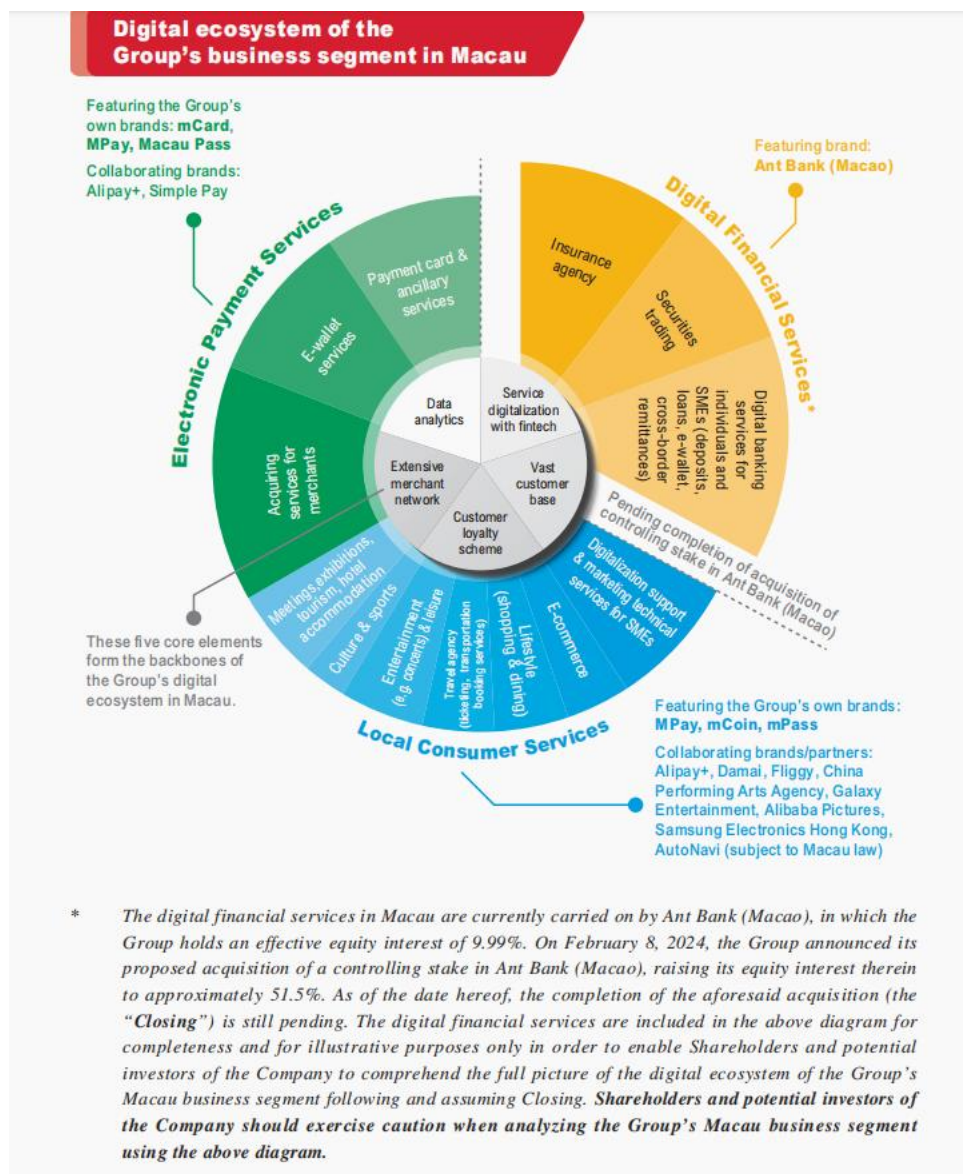 Digital ecosystem of the
Group's business segment in Macau
Featuring the Group's
own brands: mCard,
MPay, Macau Pass
Collaborating brands:
Alipay+, Simple Pay
Featuring brand:
Ant Bank (Macao)
Electronic Payment Services
Payment card &
ancillary
services
E-wallet
services
Acquiring
services for
merchants
Digital Financial Services*
Insurance
agency
Securities
trading
Digital banking
services for
individuals and
SMEs (deposits,
loans, e-wallet,
cross-border
remittances)
Data
analytics
Service
digitalization
with fintech
Extensive
merchant
network
Vast
customer
base
Customer
loyalty
scheme
Pending completion of acquisition of
controlling stake in Ant Bank (Macao)
Meetings, exhibitions,
tourism, hotel
accommodation
Culture & sports
Entertainment
(e.g. concerts) & leisure
Travel agency
(ticketing, transportation
booking services)
Lifestyle
(shopping & dining)
E-commerce
Digitalization support
& marketing technical
services for SMEs
Local Consumer Services
These five core elements
form the backbones of
the Group's digital
ecosystem in Macau.
Featuring the Group's own brands:
MPay, mCoin, mPass
Collaborating brands/partners:
Alipay+, Damai, Fliggy, China
Performing Arts Agency, Galaxy
Entertainment, Alibaba Pictures,
Samsung Electronics Hong Kong,
AutoNavi (subject to Macau law)
* The digital financial services in Macau are currently carried on by Ant Bank (Macao), in which the
Group holds an effective equity interest of 9.99%. On February 8, 2024, the Group announced its
proposed acquisition of a controlling stake in Ant Bank (Macao), raising its equity interest therein
to approximately 51.5%. As of the date hereof, the completion of the aforesaid acquisition (the
"Closing") is still pending. The digital financial services are included in the above diagram for
completeness and for illustrative purposes only in order to enable Shareholders and potential
investors of the Company to comprehend the full picture of the digital ecosystem of the Group's
Macau business segment following and assuming Closing. Shareholders and potential investors of
the Company should exercise caution when analyzing the Group's Macau business segment
using the above diagram.